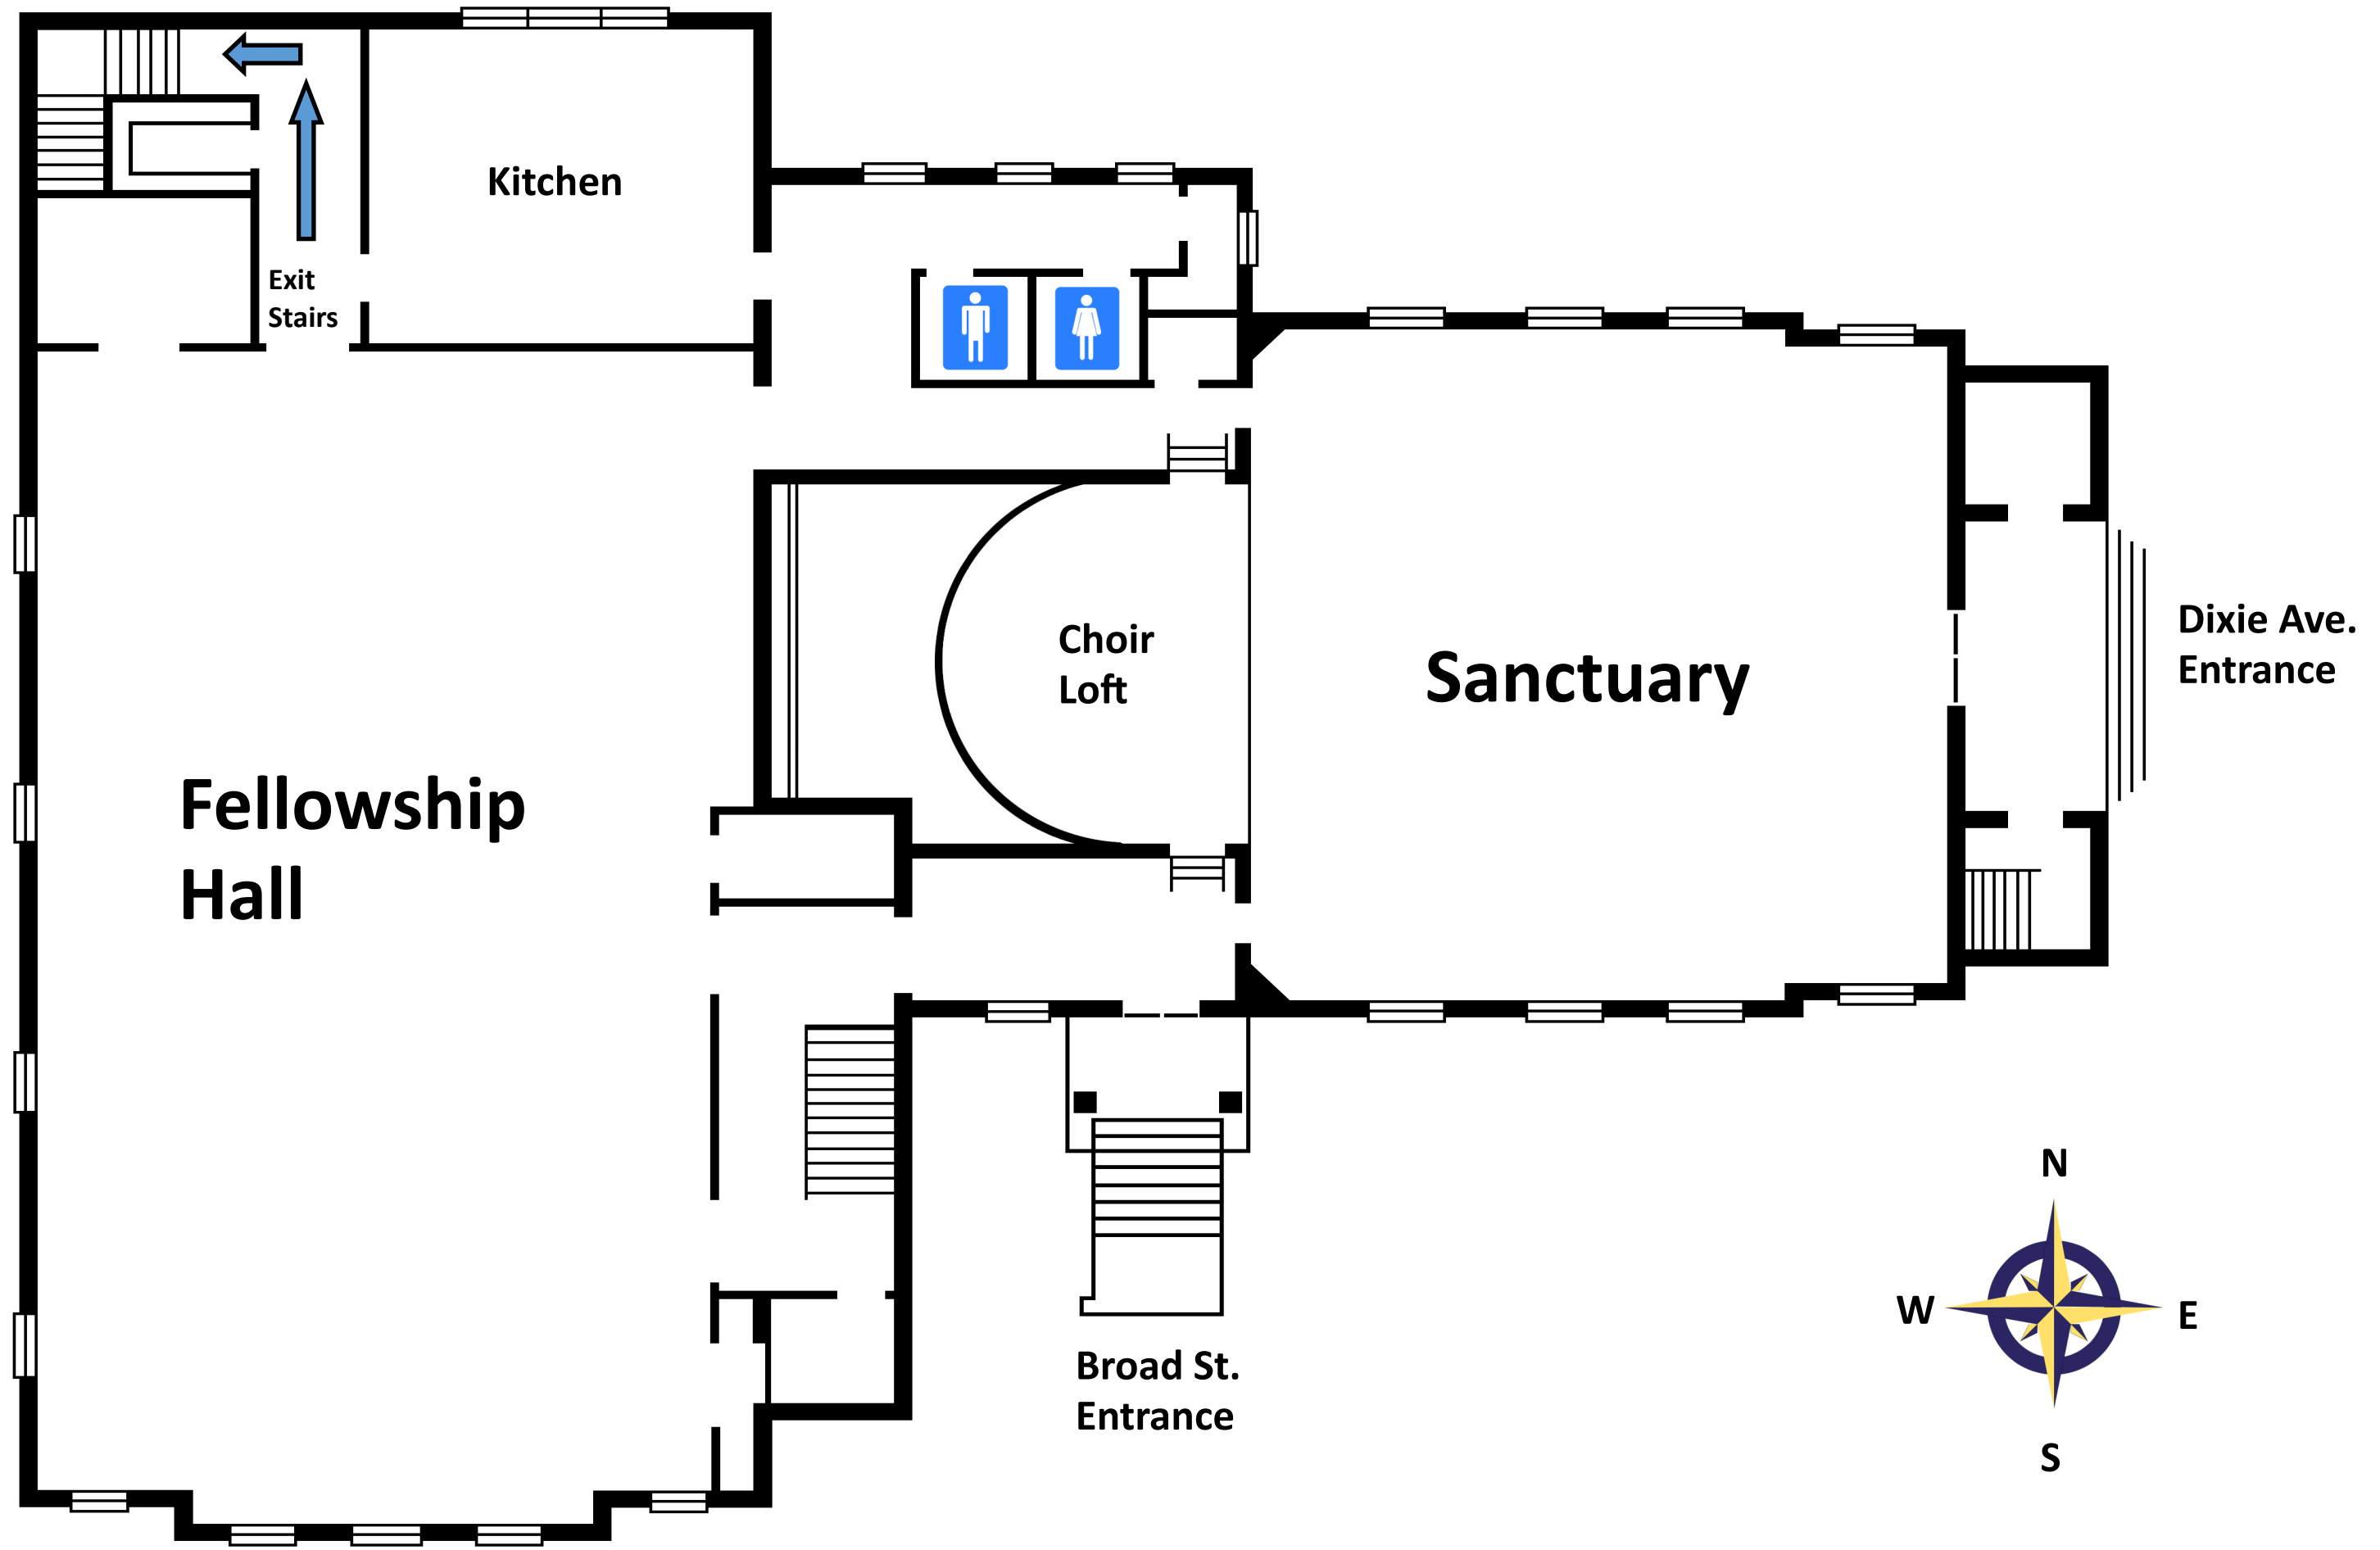 Kitchen
Exit
Stairs
Choir
Loft
Sanctuary
Dixie Ave.
Entrance
Fellowship
Hall
Broad St.
Entrance
N
W
E
S